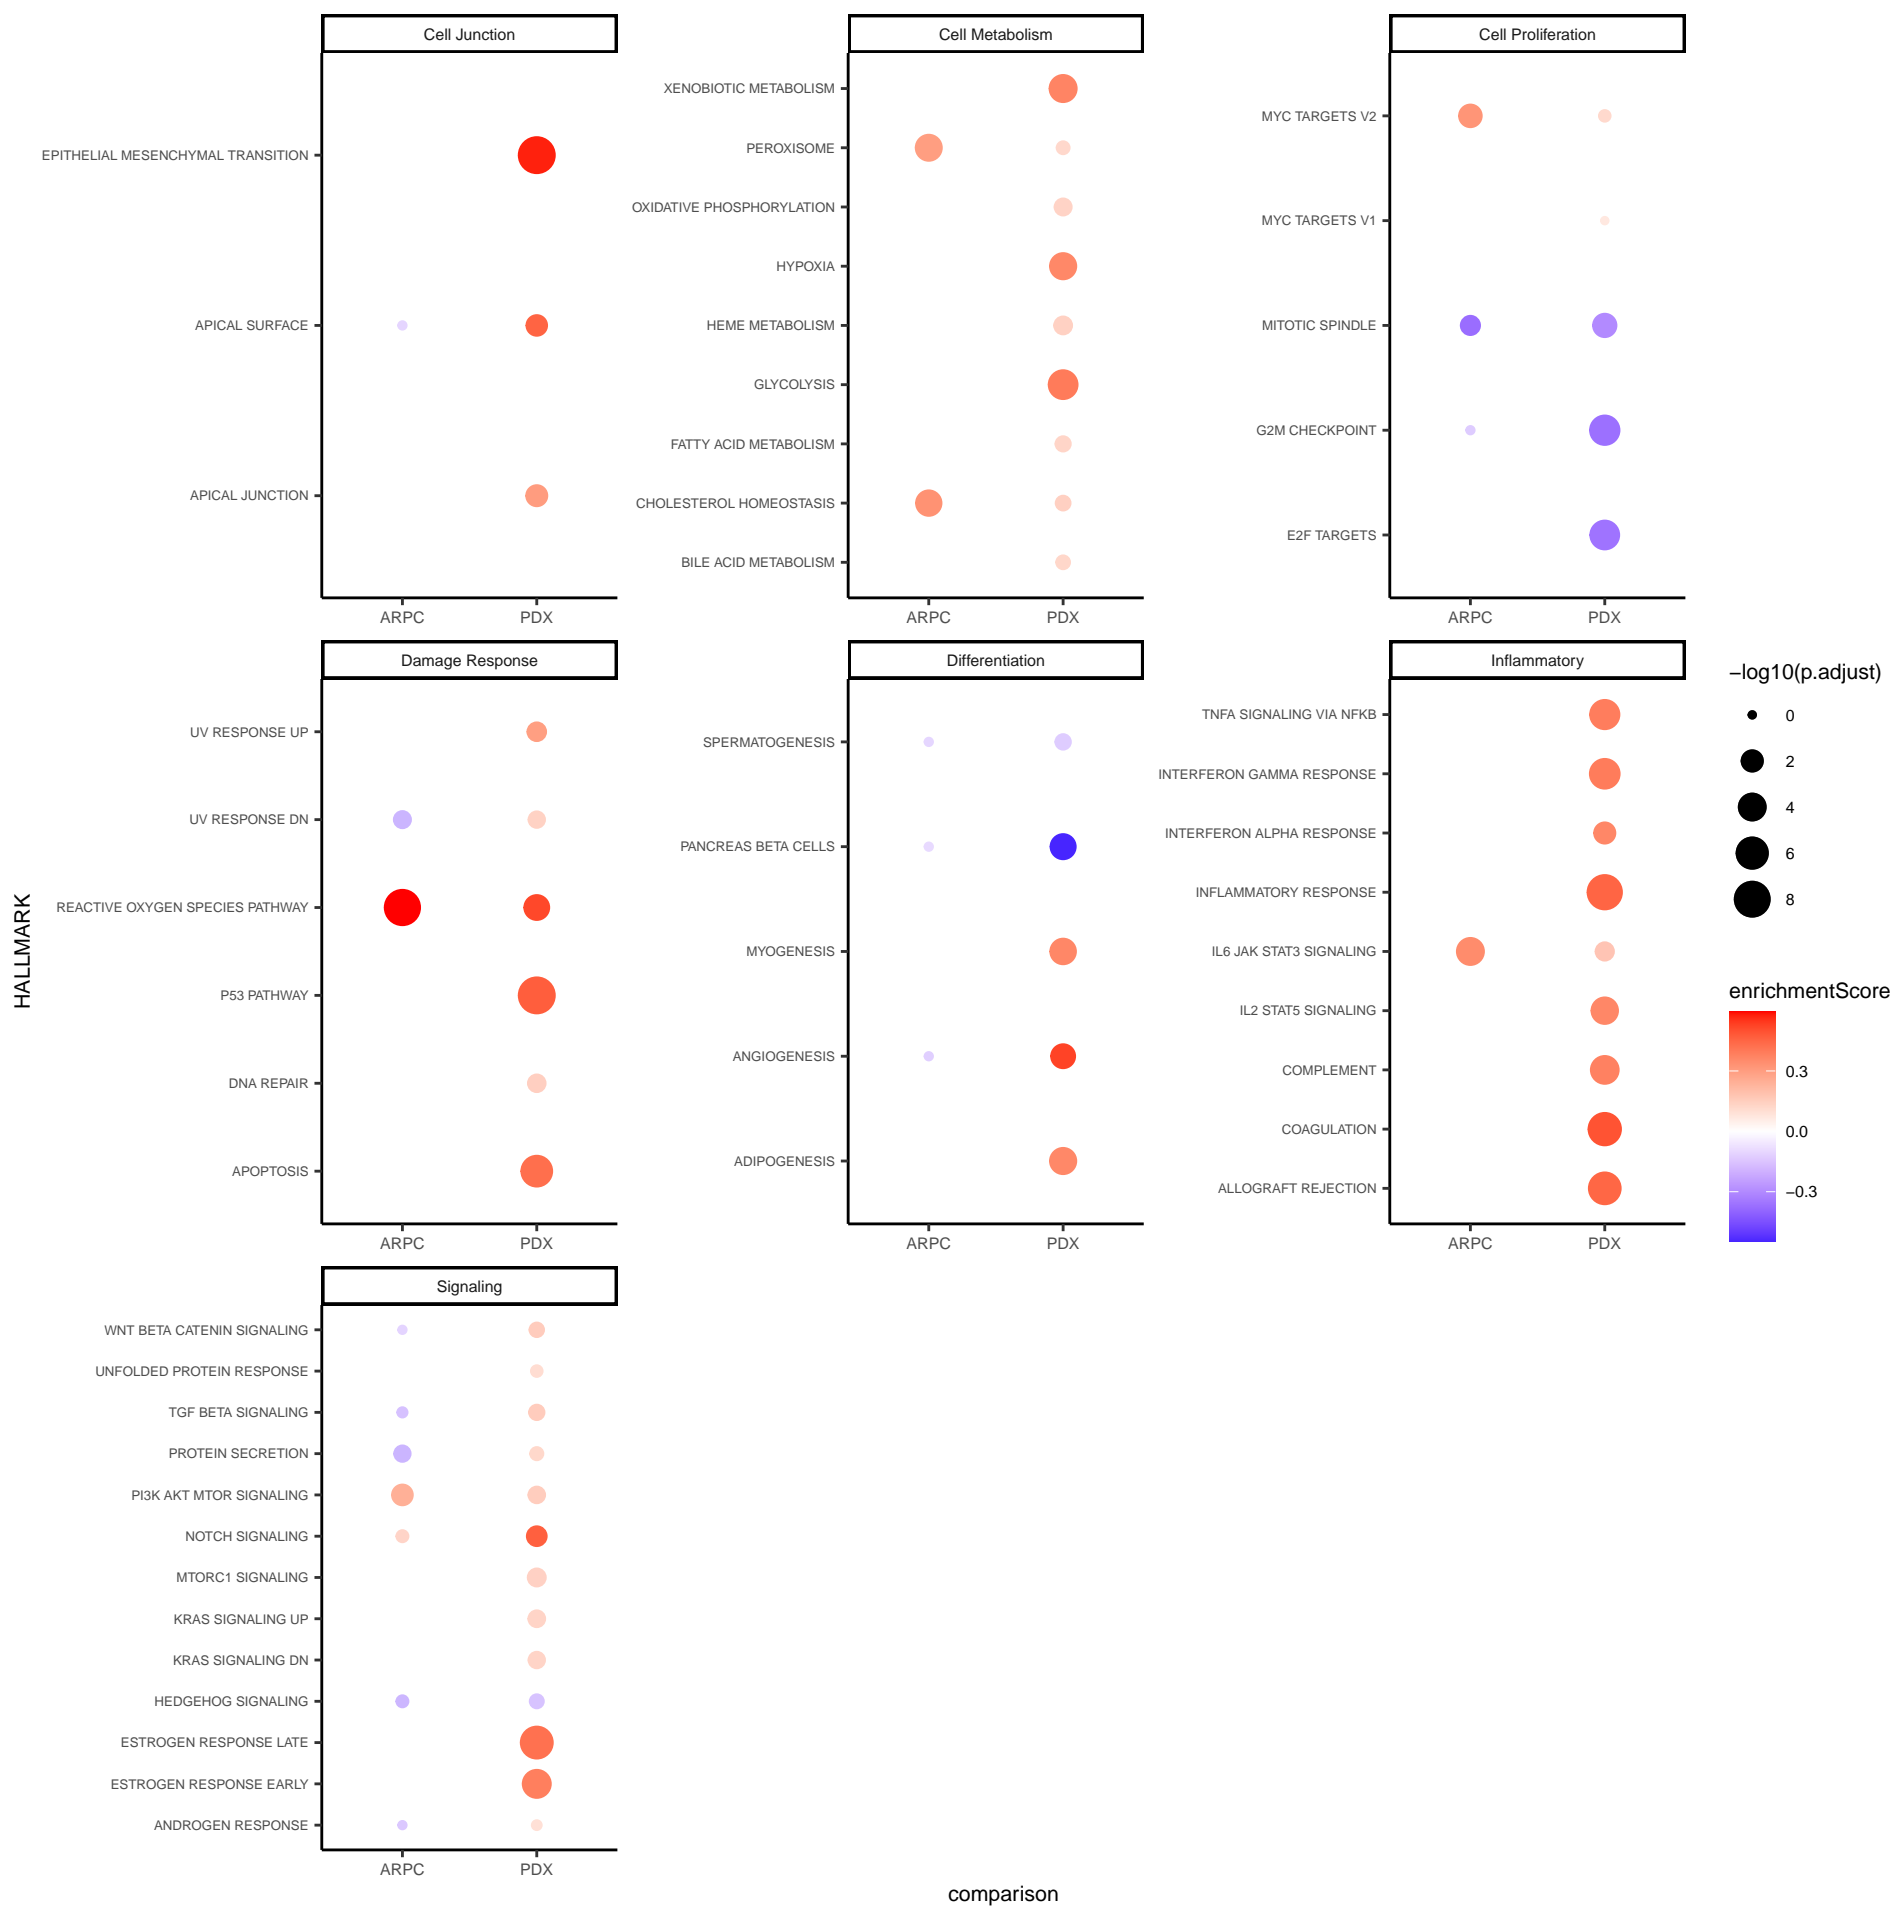 Cell Junction
EPITHELIAL MESENCHYMAL TRANSITION
APICAL SURFACE
APICAL JUNCTION
ARPC
PDX
Cell Metabolism
XENOBIOTIC METABOLISM
PEROXISOME
OXIDATIVE PHOSPHORYLATION
HYPOXIA
HEME METABOLISM
GLYCOLYSIS
FATTY ACID METABOLISM
CHOLESTEROL HOMEOSTASIS
BILE ACID METABOLISM
ARPC
PDX
Cell Proliferation
MYC TARGETS V2
MYC TARGETS V1
MITOTIC SPINDLE
G2M CHECKPOINT
E2F TARGETS
ARPC
PDX
Damage Response
UV RESPONSE UP
UV RESPONSE DN
REACTIVE OXYGEN SPECIES PATHWAY
P53 PATHWAY
DNA REPAIR
APOPTOSIS
ARPC
PDX
Differentiation
SPERMATOGENESIS
PANCREAS BETA CELLS
MYOGENESIS
ANGIOGENESIS
ADIPOGENESIS
ARPC
PDX
Inflammatory
TNFA SIGNALING VIA NFKB
INTERFERON GAMMA RESPONSE
INTERFERON ALPHA RESPONSE
INFLAMMATORY RESPONSE
IL6 JAK STAT3 SIGNALING
IL2 STAT5 SIGNALING
COMPLEMENT
COAGULATION
ALLOGRAFT REJECTION
ARPC
PDX
Signaling
WNT BETA CATENIN SIGNALING
UNFOLDED PROTEIN RESPONSE
TGF BETA SIGNALING
PROTEIN SECRETION
PI3K AKT MTOR SIGNALING
NOTCH SIGNALING
MTORC1 SIGNALING
KRAS SIGNALING UP
KRAS SIGNALING DN
HEDGEHOG SIGNALING
ESTROGEN RESPONSE LATE
ESTROGEN RESPONSE EARLY
ANDROGEN RESPONSE
ARPC
PDX
HALLMARK
comparison
−log10(p.adjust)
0
2
4
6
8
enrichmentScore
0.3
0.0
−0.3